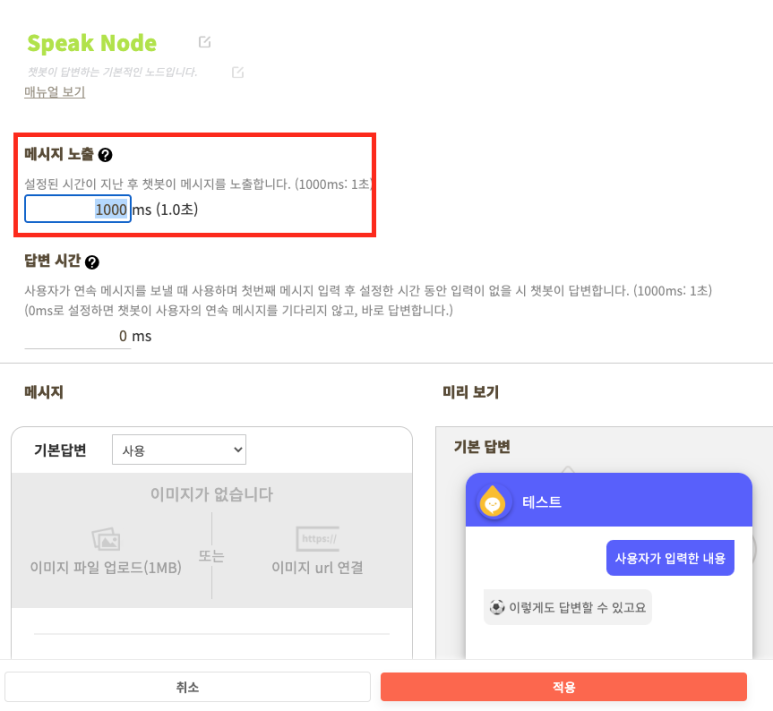 Speak Node
챗봇이 답변하는 기본적인 노드입니다.
매뉴얼 보기
메시지 노출 ?
설정된 시간이 지난 후 챗봇이 메시지를 노출합니다. (1000ms: 1초)
1000 ms (1.0초)
답변 시간 ?
사용자가 연속 메시지를 보낼 때 사용하며 첫번째 메시지 입력 후 설정한 시간 동안 입력이 없을 시 챗봇이 답변합니다. (1000ms: 1초)
(0ms로 설정하면 챗봇이 사용자의 연속 메시지를 기다리지 않고, 바로 답변합니다.)
0 ms
메시지
기본답변 사용
이미지가 없습니다
https://
이미지 파일 업로드(1MB) 또는 이미지 url 연결
미리 보기
기본 답변
테스트
사용자가 입력한 내용
⚽ 이렇게도 답변할 수 있고요
취소
적용